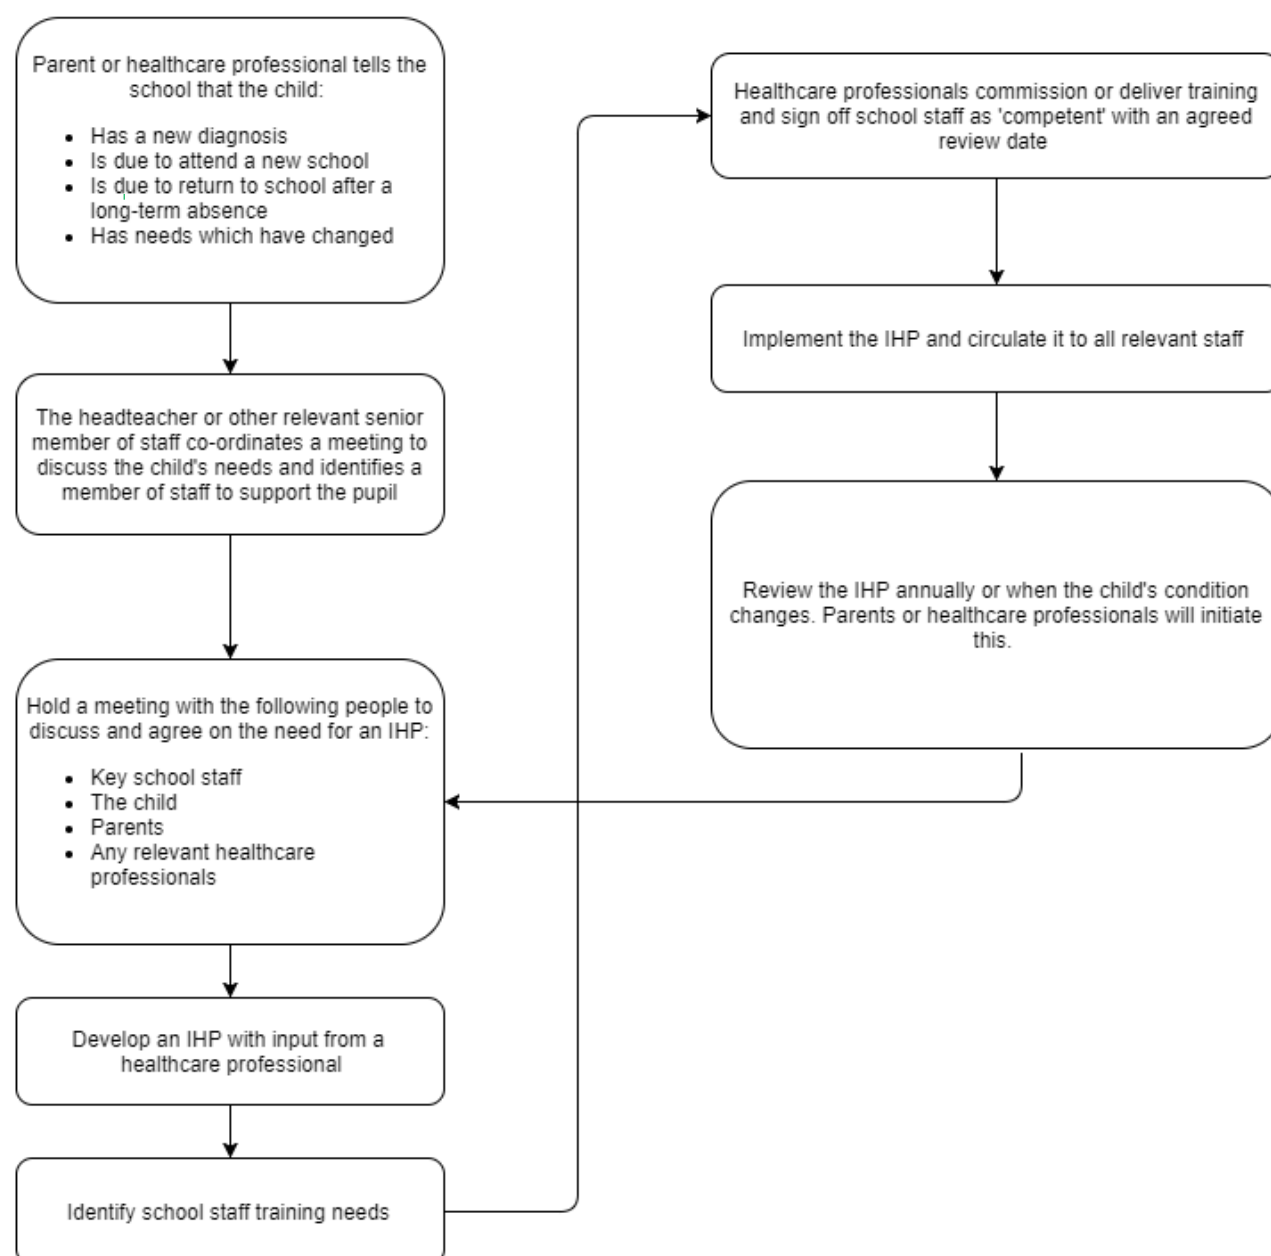 Parent or healthcare professional tells the
school that the child:
• Has a new diagnosis
• Is due to attend a new school
• Is due to return to school after a
long-term absence
• Has needs which have changed
The headteacher or other relevant senior
member of staff co-ordinates a meeting to
discuss the child's needs and identifies a
member of staff to support the pupil
Hold a meeting with the following people to
discuss and agree on the need for an IHP:
• Key school staff
• The child
• Parents
• Any relevant healthcare
professionals
Develop an IHP with input from a
healthcare professional
Identify school staff training needs
Healthcare professionals commission or deliver training
and sign off school staff as 'competent' with an agreed
review date
Implement the IHP and circulate it to all relevant staff
Review the IHP annually or when the child's condition
changes. Parents or healthcare professionals will initiate
this.